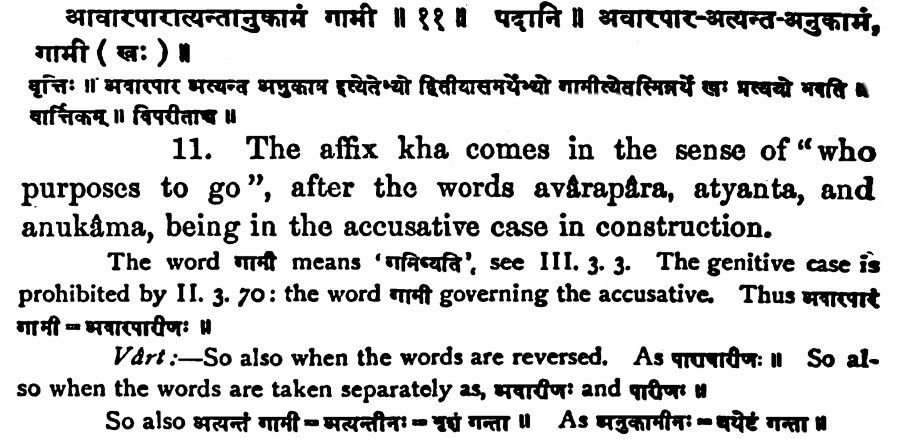 अवारपारात्यन्तानुकामं गामी ॥ ११ ॥ पदानि ॥ अवारपार-अत्यन्त-अनुकामं,
गामी ( खः ) ॥
वृत्तिः ॥ अवारपार अत्यन्त अनुकाम इत्येतेभ्यो द्वितीयासमर्थेभ्यो गामीत्येतस्मिन्नर्थे खः प्रत्ययो भवति ॥
वार्त्तिकम् ॥ विपरीताच्च ॥
11. The affix kha comes in the sense of “who
purposes to go”, after the words avârapâra, atyanta, and
anukâma, being in the accusative case in construction.
The word गामी means ‘गमिष्यति’, see III. 3. 3. The genitive case is
prohibited by II. 3. 70: the word गामी governing the accusative. Thus अवारपारं
गामी = अवारपारीणः ॥
Vârt:—So also when the words are reversed. As पारावारीणः ॥ So al-
so when the words are taken separately as, अवारीणः and पारीणः ॥
So also अत्यन्तं गामी = अत्यन्तीनः = भृशं गन्ता ॥ As अनुकामीनः = यथेष्टं गन्ता ॥